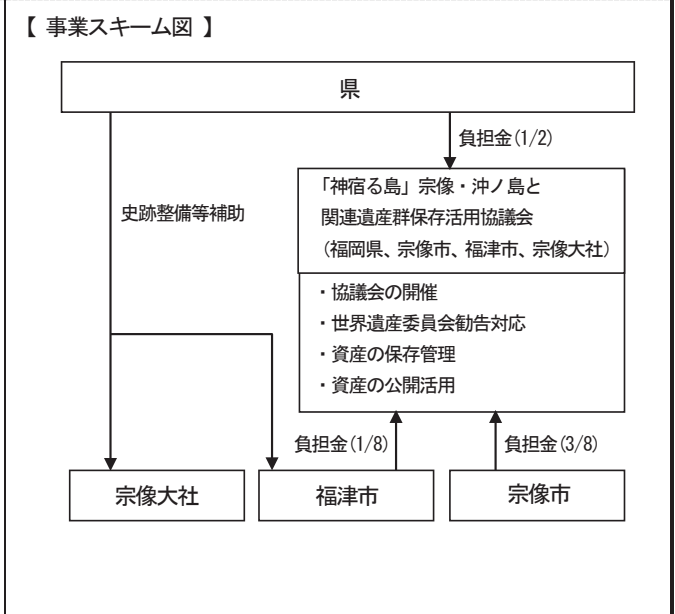 【 事業スキーム図 】
県
負担金(1/2)
史跡整備等補助
「神宿る島」宗像・沖ノ島と
関連遺産群保存活用協議会
（福岡県、宗像市、福津市、宗像大社）
・協議会の開催
・世界遺産委員会勧告対応
・資産の保存管理
・資産の公開活用
負担金(1/8)
負担金(3/8)
宗像大社
福津市
宗像市